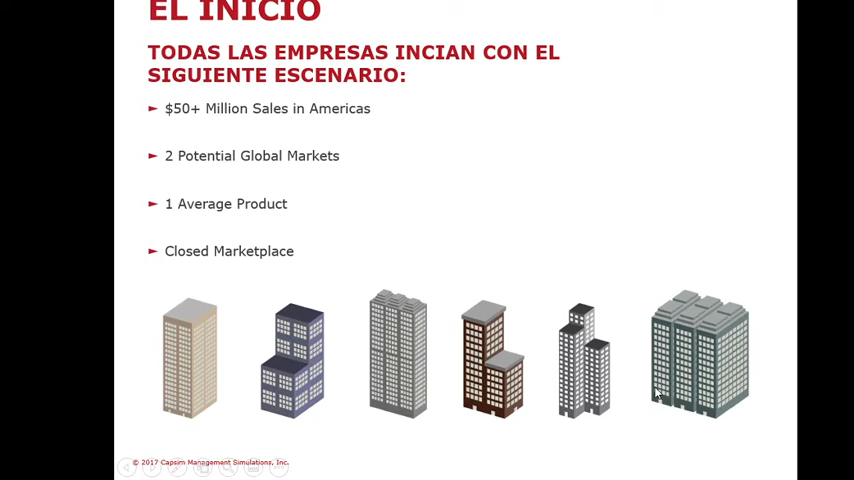 EL INICIO
TODAS LAS EMPRESAS INCIAN CON EL
SIGUIENTE ESCENARIO:
► $50+ Million Sales in Americas
► 2 Potential Global Markets
► 1 Average Product
► Closed Marketplace
© 2017 Capsim Management Simulations, Inc.